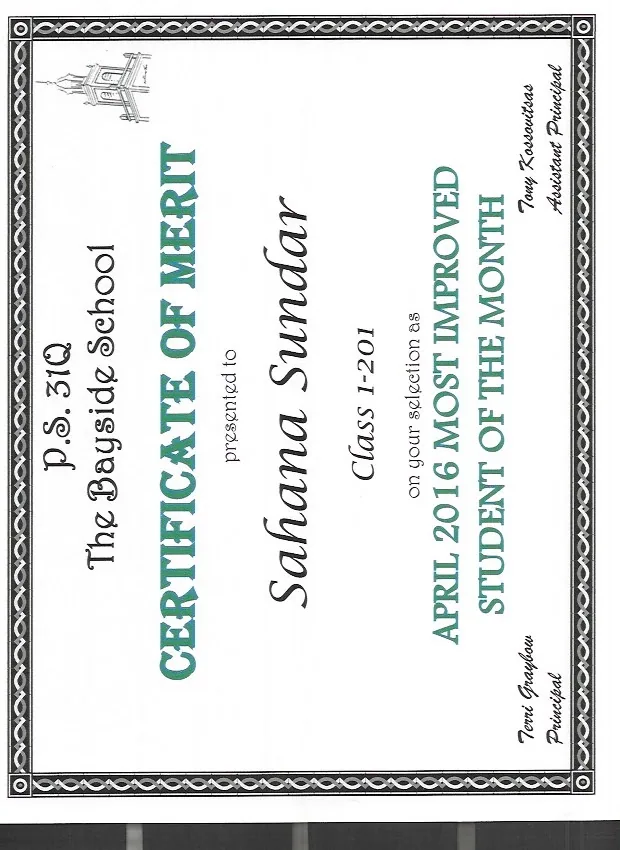 P.S. 31Q
The Bayside School
CERTIFICATE OF MERIT
presented to
Sahana Sundar
Class 1-201
on your selection as
APRIL 2016 MOST IMPROVED
STUDENT OF THE MONTH
Terri Graybow
Principal
Tony Kossovitsas
Assistant Principal